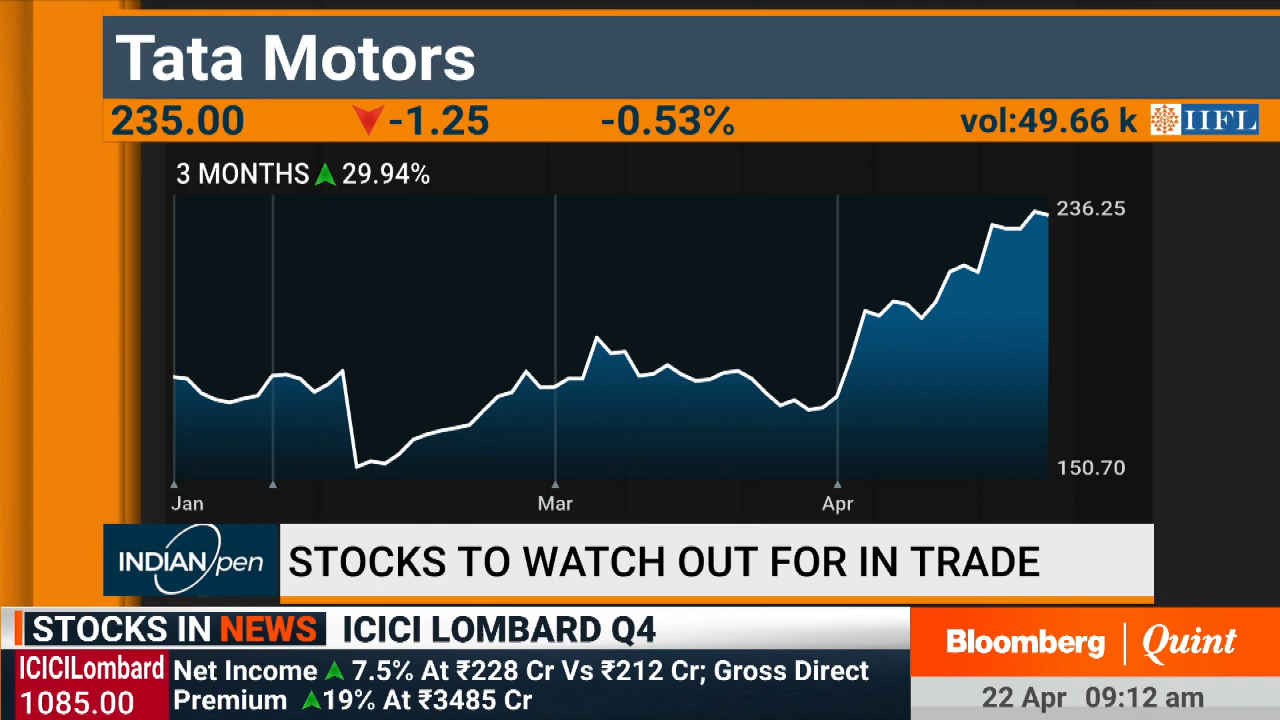 Tata Motors
235.00 -1.25 -0.53% vol:49.66 k IIFL
3 MONTHS 29.94%
236.25
150.70
Jan Mar Apr
INDIAN Open STOCKS TO WATCH OUT FOR IN TRADE
STOCKS IN NEWS ICICI LOMBARD Q4
ICICILombard
1085.00
Net Income 7.5% At ₹228 Cr Vs ₹212 Cr; Gross Direct
Premium 19% At ₹3485 Cr
Bloomberg | Quint
22 Apr 09:12 am